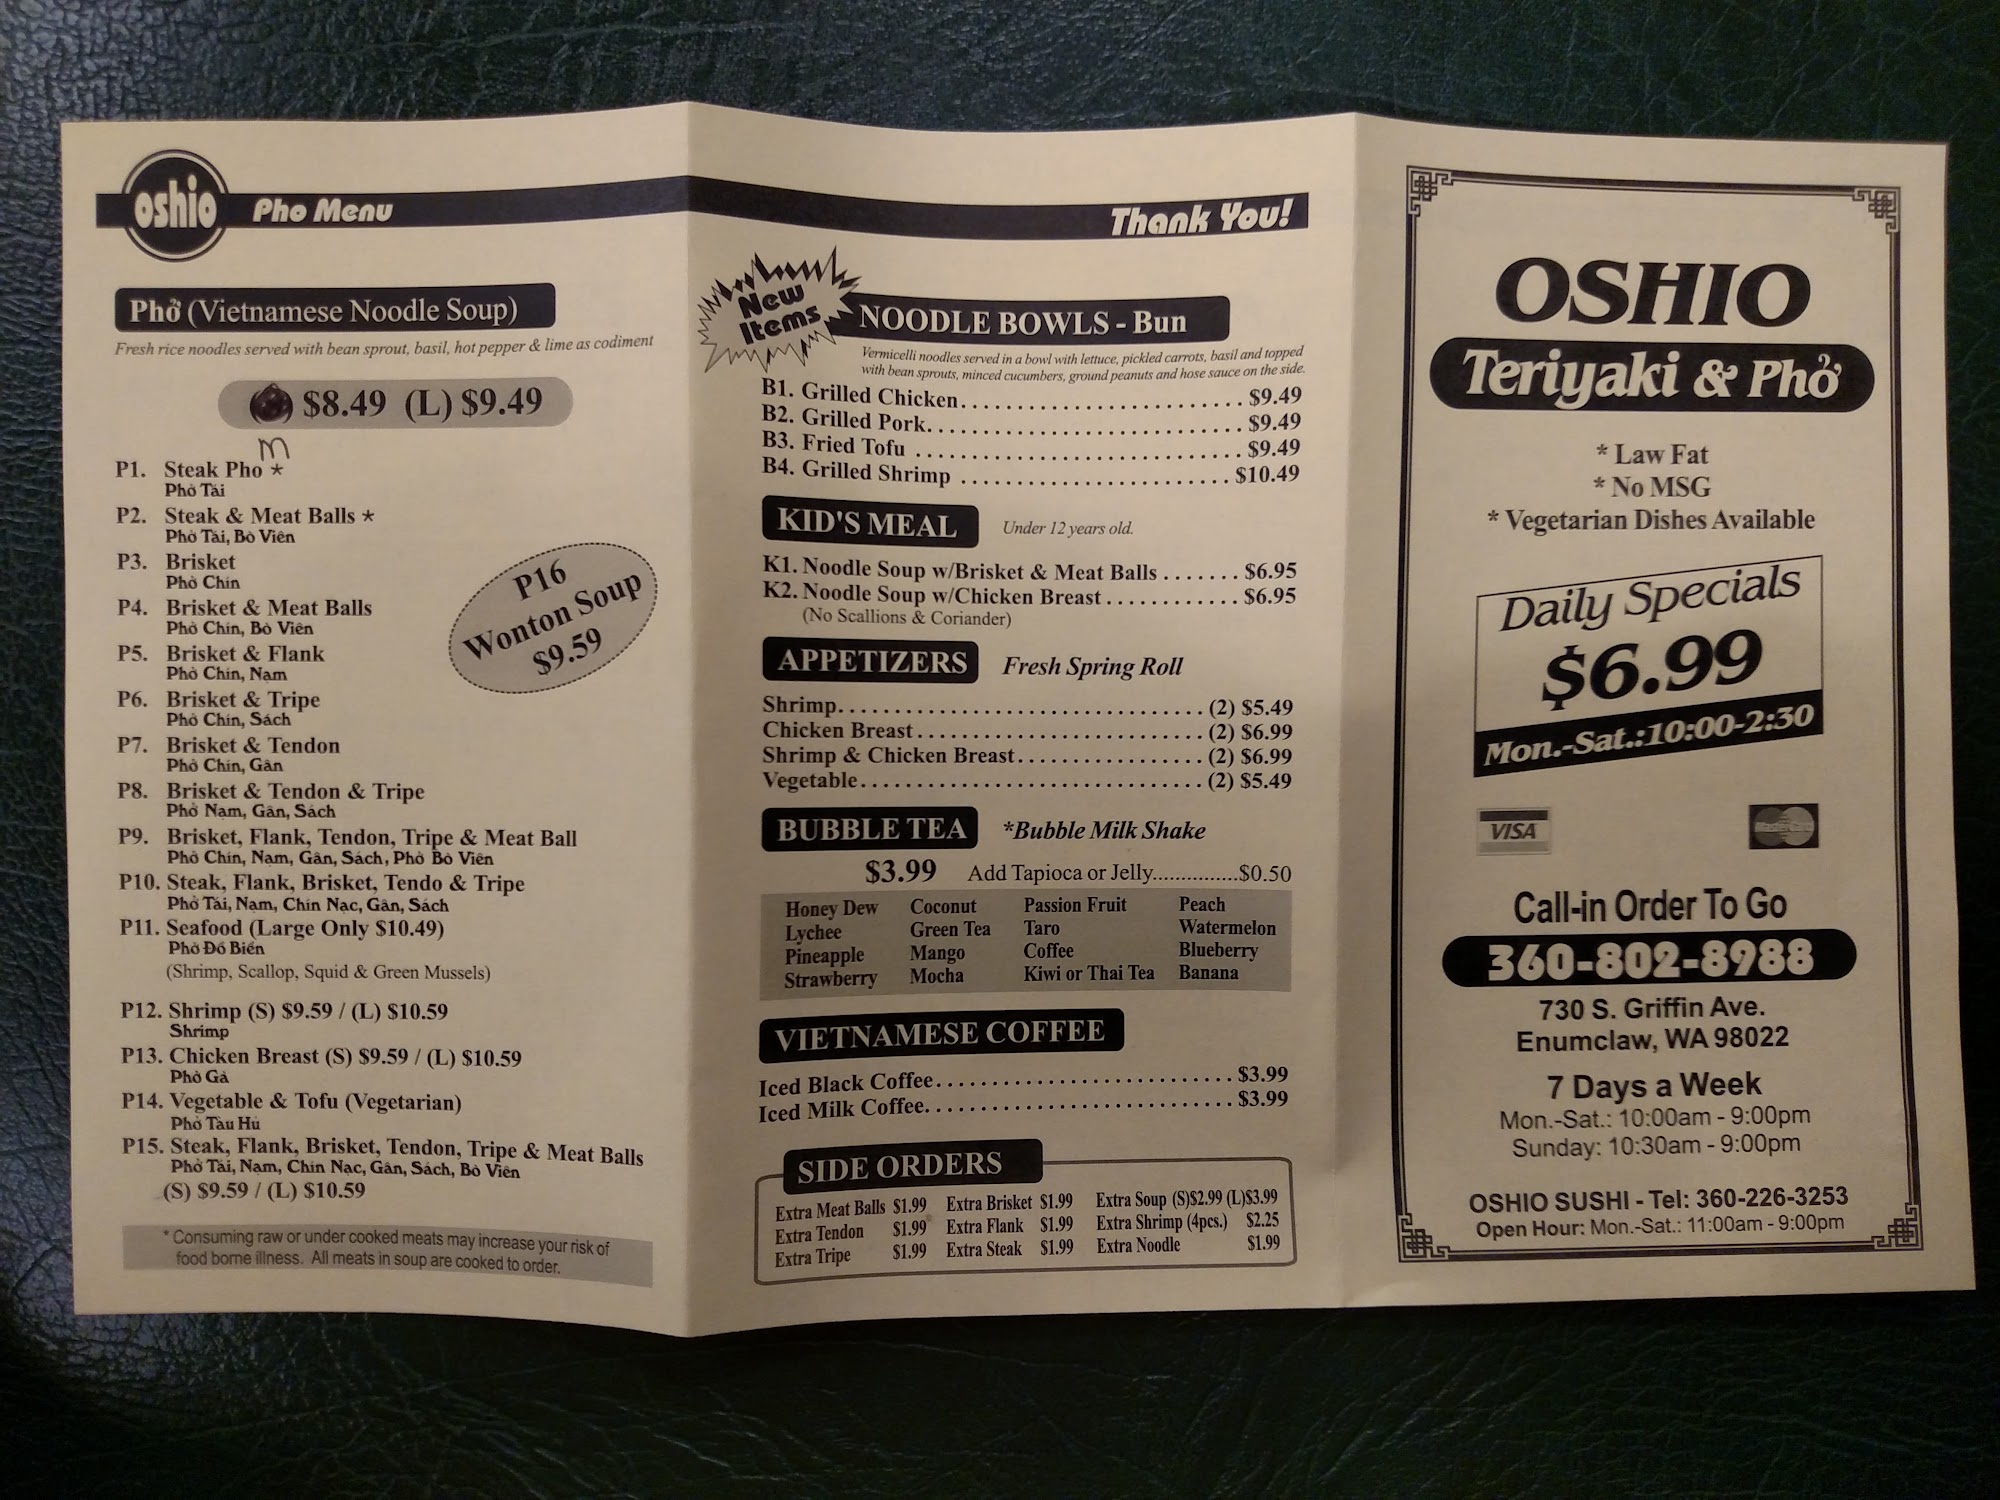 oshio Pho Menu
Phở (Vietnamese Noodle Soup)
Fresh rice noodles served with bean sprout, basil, hot pepper & lime as codiment
$8.49 (L) $9.49
m
P1. Steak Pho *
Phở Tái
P2. Steak & Meat Balls *
Phở Tái, Bò Viên
P3. Brisket
Phở Chín
P4. Brisket & Meat Balls
Phở Chín, Bò Viên
P5. Brisket & Flank
Phở Chín, Nạm
P6. Brisket & Tripe
Phở Chín, Sách
P7. Brisket & Tendon
Phở Chín, Gân
P8. Brisket & Tendon & Tripe
Phở Nạm, Gân, Sách
P9. Brisket, Flank, Tendon, Tripe & Meat Ball
Phở Chín, Nạm, Gân, Sách, Phở Bò Viên
P10. Steak, Flank, Brisket, Tendo & Tripe
Phở Tái, Nạm, Chín Nạc, Gân, Sách
P11. Seafood (Large Only $10.49)
Phở Đồ Biển
(Shrimp, Scallop, Squid & Green Mussels)
P12. Shrimp (S) $9.59 / (L) $10.59
Shrimp
P13. Chicken Breast (S) $9.59 / (L) $10.59
Phở Gà
P14. Vegetable & Tofu (Vegetarian)
Phở Tàu Hủ
P15. Steak, Flank, Brisket, Tendon, Tripe & Meat Balls
Phở Tái, Nạm, Chín Nạc, Gân, Sách, Bò Viên
(S) $9.59 / (L) $10.59
P16
Wonton Soup
$9.59
* Consuming raw or under cooked meats may increase your risk of
food borne illness. All meats in soup are cooked to order.
Thank You!
New
Items
NOODLE BOWLS - Bun
Vermicelli noodles served in a bowl with lettuce, pickled carrots, basil and topped
with bean sprouts, minced cucumbers, ground peanuts and hose sauce on the side.
B1. Grilled Chicken........................ $9.49
B2. Grilled Pork........................... $9.49
B3. Fried Tofu ............................ $9.49
B4. Grilled Shrimp ....................... $10.49
KID'S MEAL Under 12 years old.
K1. Noodle Soup w/Brisket & Meat Balls ....... $6.95
K2. Noodle Soup w/Chicken Breast ............ $6.95
(No Scallions & Coriander)
APPETIZERS Fresh Spring Roll
Shrimp................................ (2) $5.49
Chicken Breast......................... (2) $6.99
Shrimp & Chicken Breast................ (2) $6.99
Vegetable.............................. (2) $5.49
BUBBLE TEA *Bubble Milk Shake
$3.99 Add Tapioca or Jelly...............$0.50
Honey Dew Coconut Passion Fruit Peach
Lychee Green Tea Taro Watermelon
Pineapple Mango Coffee Blueberry
Strawberry Mocha Kiwi or Thai Tea Banana
VIETNAMESE COFFEE
Iced Black Coffee.......................... $3.99
Iced Milk Coffee........................... $3.99
SIDE ORDERS
Extra Meat Balls $1.99 Extra Brisket $1.99 Extra Soup (S)$2.99 (L)$3.99
Extra Tendon $1.99 Extra Flank $1.99 Extra Shrimp (4pcs.) $2.25
Extra Tripe $1.99 Extra Steak $1.99 Extra Noodle $1.99
OSHIO
Teriyaki & Phở
* Law Fat
* No MSG
* Vegetarian Dishes Available
Daily Specials
$6.99
Mon.-Sat.:10:00-2:30
VISA MasterCard
Call-in Order To Go
360-802-8988
730 S. Griffin Ave.
Enumclaw, WA 98022
7 Days a Week
Mon.-Sat.: 10:00am - 9:00pm
Sunday: 10:30am - 9:00pm
OSHIO SUSHI - Tel: 360-226-3253
Open Hour: Mon.-Sat.: 11:00am - 9:00pm